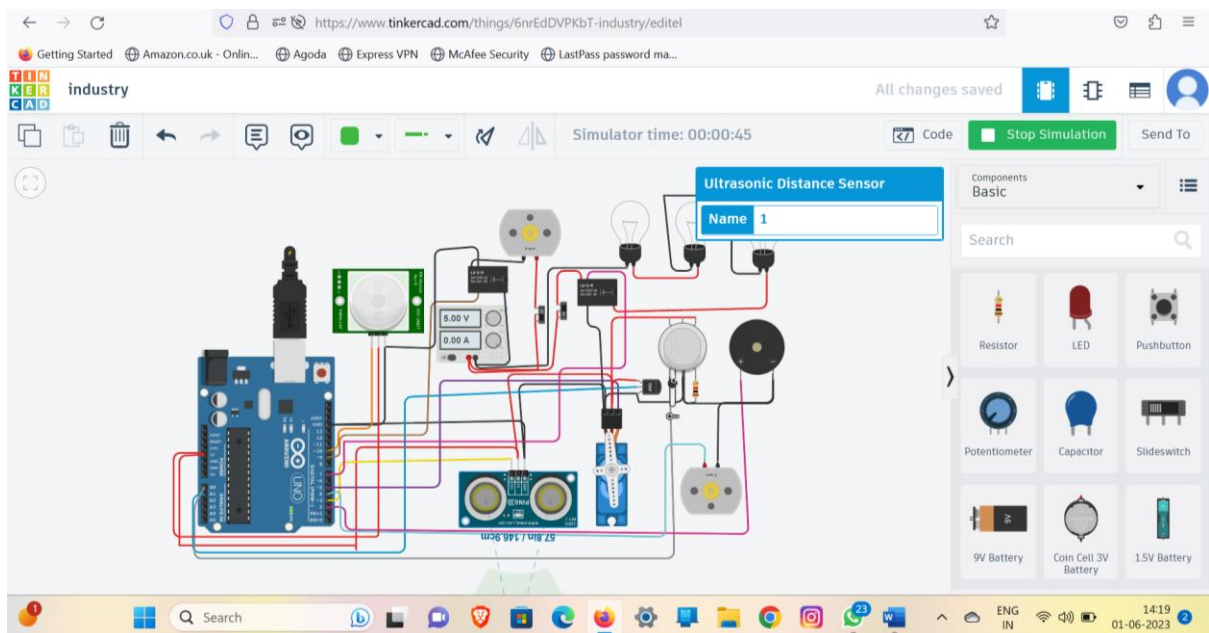 https://www.tinkercad.com/things/6nrEdDVPKbT-industry/editel
Getting Started Amazon.co.uk - Onlin... Agoda Express VPN McAfee Security LastPass password ma...
TIN
KER
CAD
industry
All changes saved
Simulator time: 00:00:45
Code
Stop Simulation
Send To
Ultrasonic Distance Sensor
Name 1
Components
Basic
Search
Resistor LED Pushbutton
Potentiometer Capacitor Slideswitch
9V Battery Coin Cell 3V Battery 1.5V Battery
5.00 V
0.00 A
ARDUINO
UNO
57.8in / 146.9cm
1
Search
23
ENG
IN
14:19
01-06-2023
2